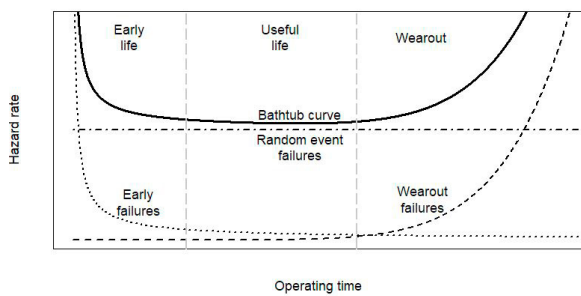 Early
life
Useful
life
Wearout
Bathtub curve
Random event
failures
Early
failures
Wearout
failures
Hazard rate
Operating time